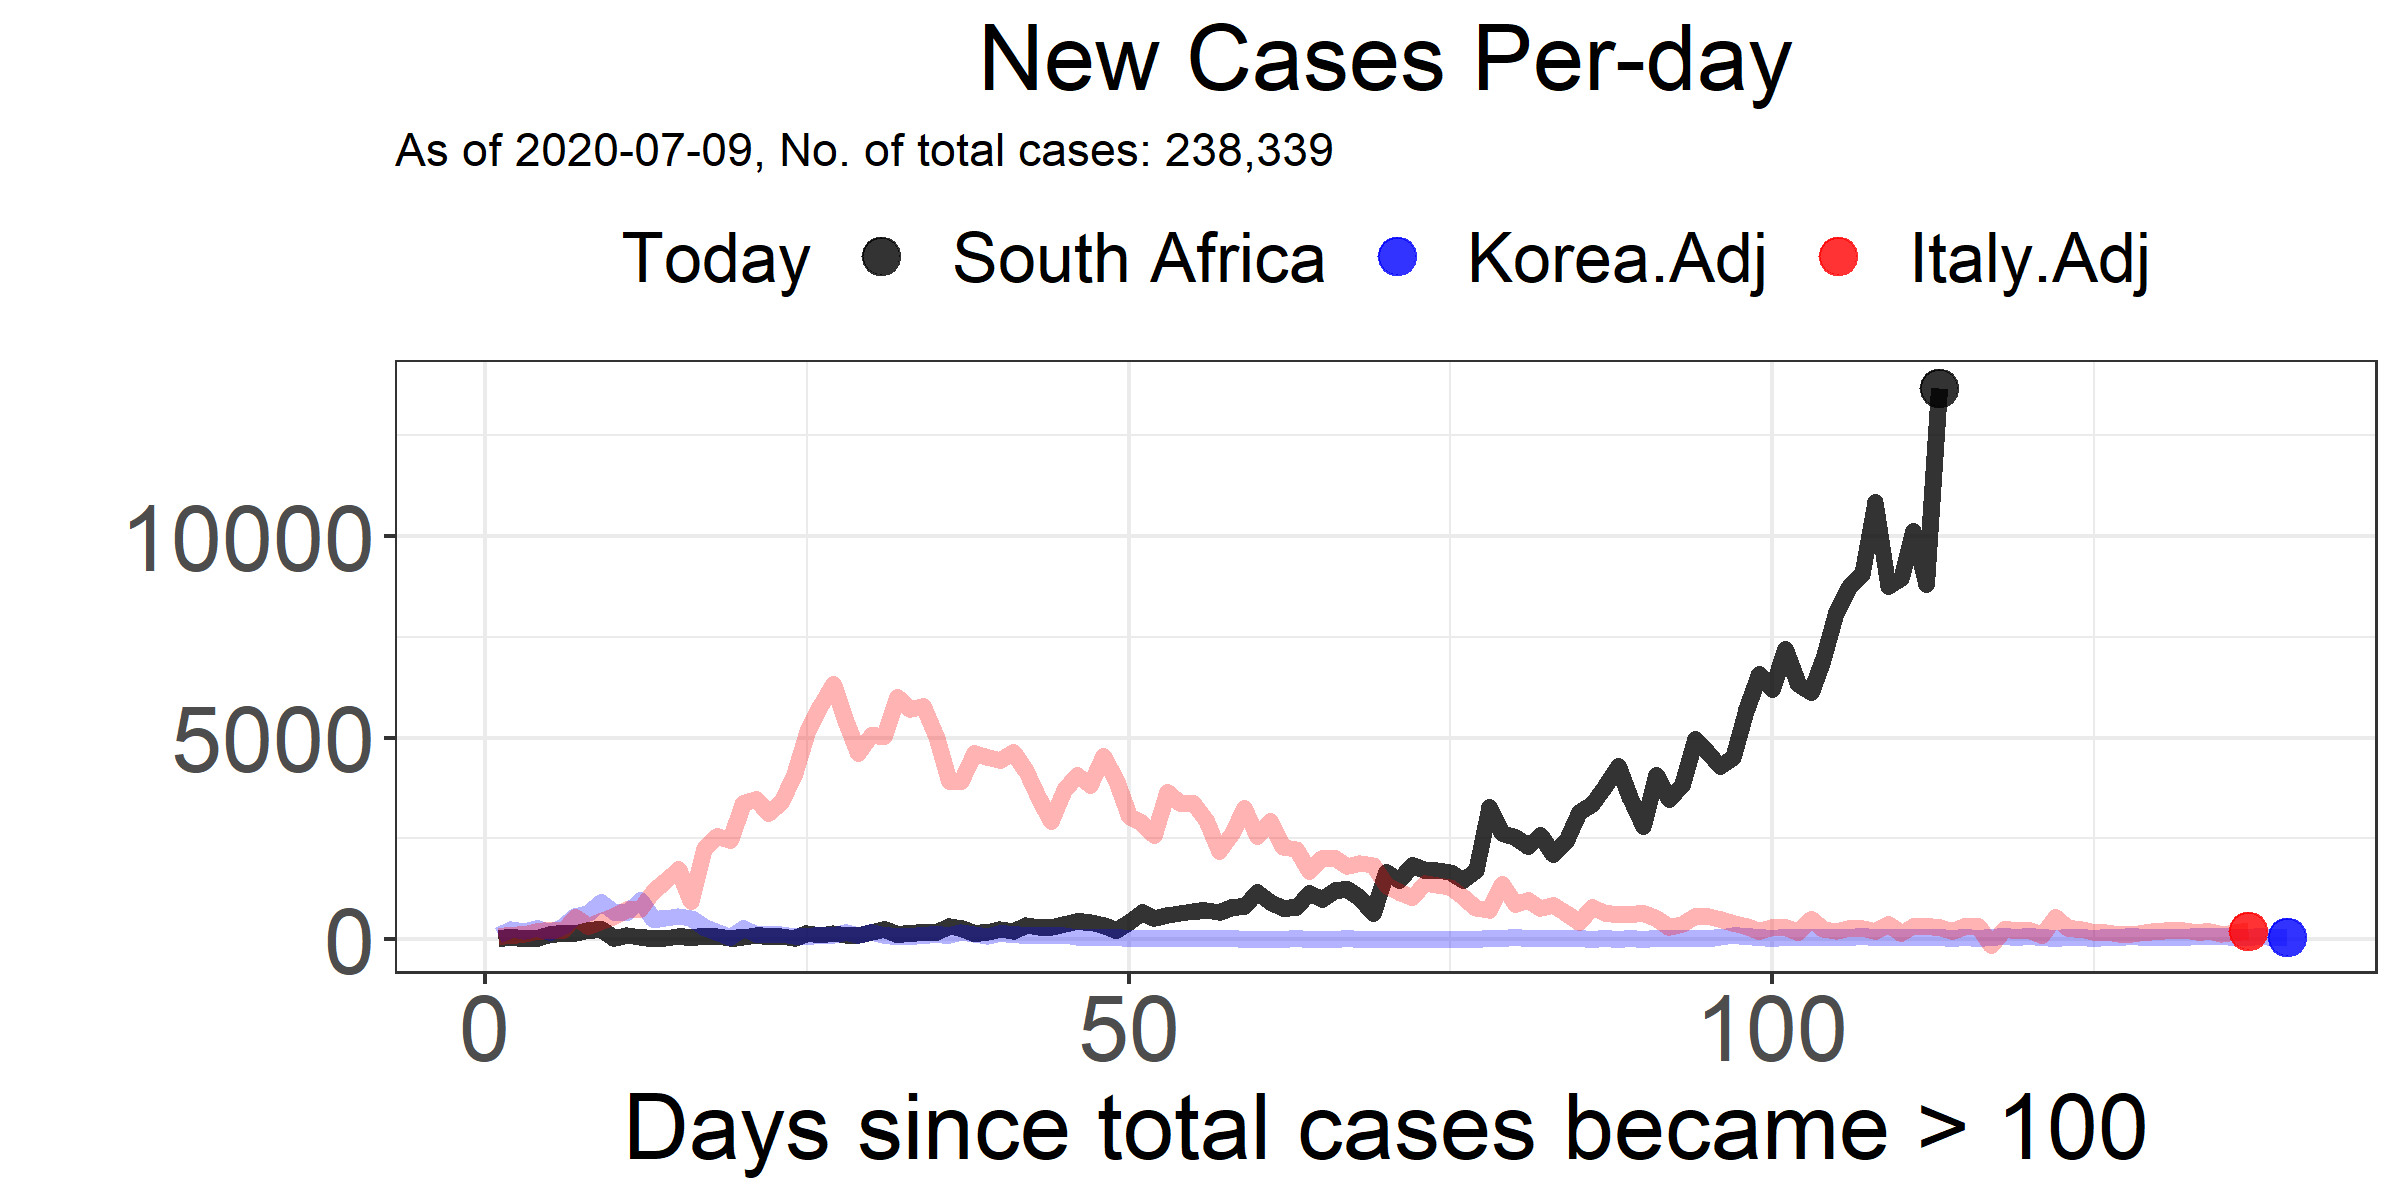 New Cases Per-day
As of 2020-07-09, No. of total cases: 238,339
Today South Africa Korea.Adj Italy.Adj
10000
5000
0
0 50 100
Days since total cases became > 100